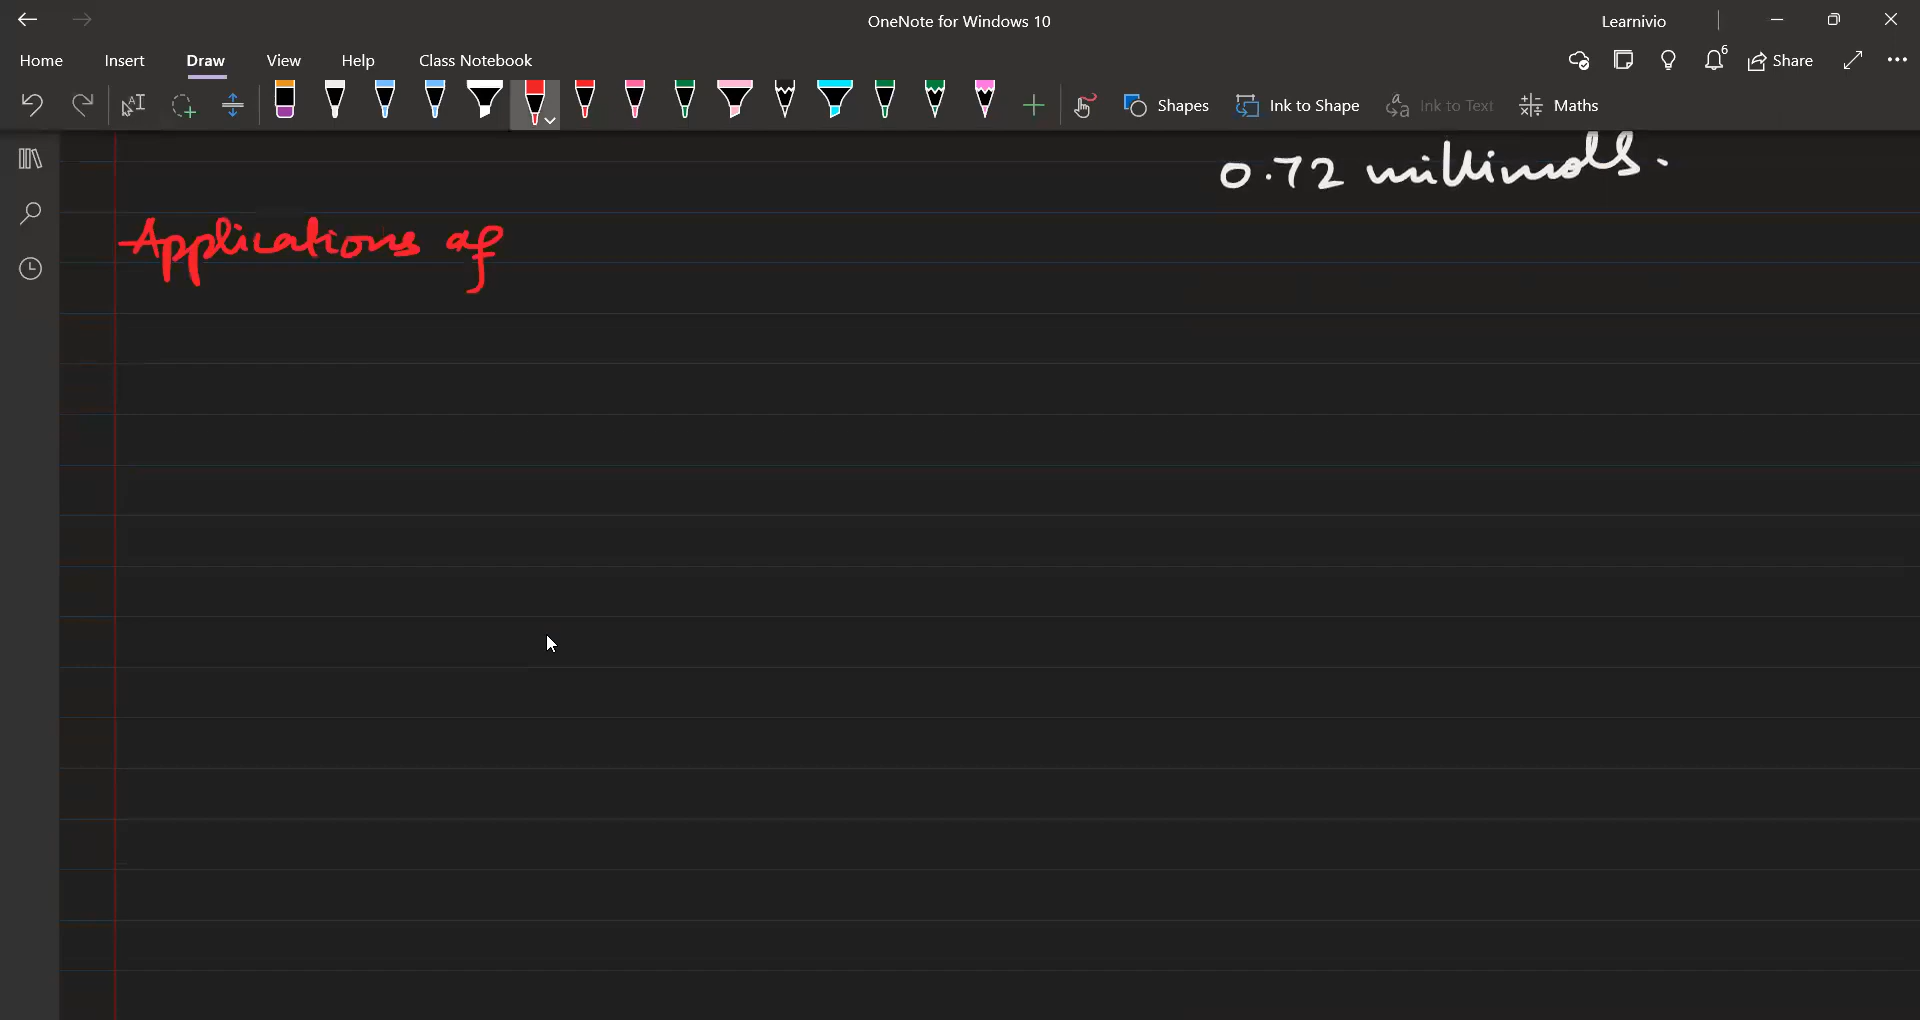 OneNote for Windows 10
Learnivio
Home Insert Draw View Help Class Notebook
6 Share
Shapes Ink to Shape Ink to Text Maths
0.72 millimols.
Applications of